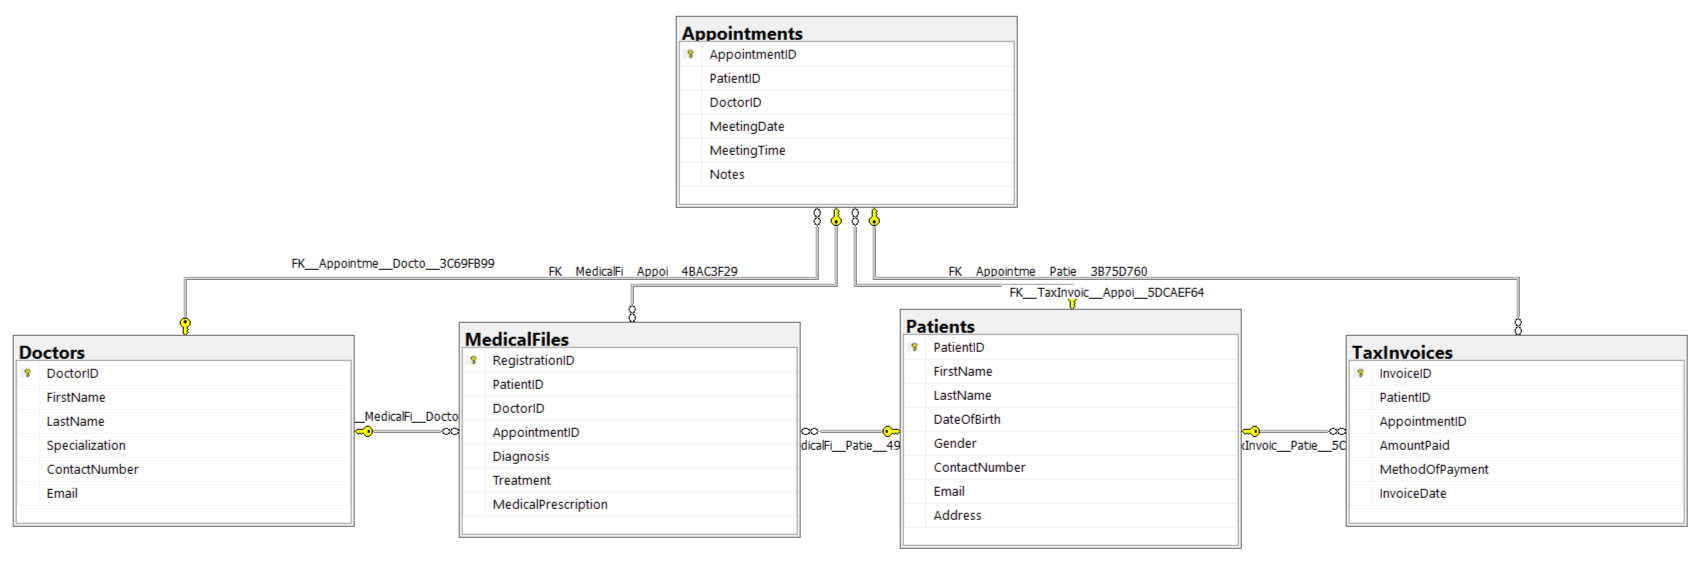 Appointments
AppointmentID
PatientID
DoctorID
MeetingDate
MeetingTime
Notes
FK__Appointme__Docto__3C69FB99
FK__MedicalFi__Appoi__4BAC3F29
FK__Appointme__Patie__3B75D760
FK__TaxInvoic__Appoi__5DCAEF64
Doctors
DoctorID
FirstName
LastName
Specialization
ContactNumber
Email
__MedicalFi__Docto
MedicalFiles
RegistrationID
PatientID
DoctorID
AppointmentID
Diagnosis
Treatment
MedicalPrescription
dicalFi__Patie__49
Patients
PatientID
FirstName
LastName
DateOfBirth
Gender
ContactNumber
Email
Address
xInvoic__Patie__5C
TaxInvoices
InvoiceID
PatientID
AppointmentID
AmountPaid
MethodOfPayment
InvoiceDate